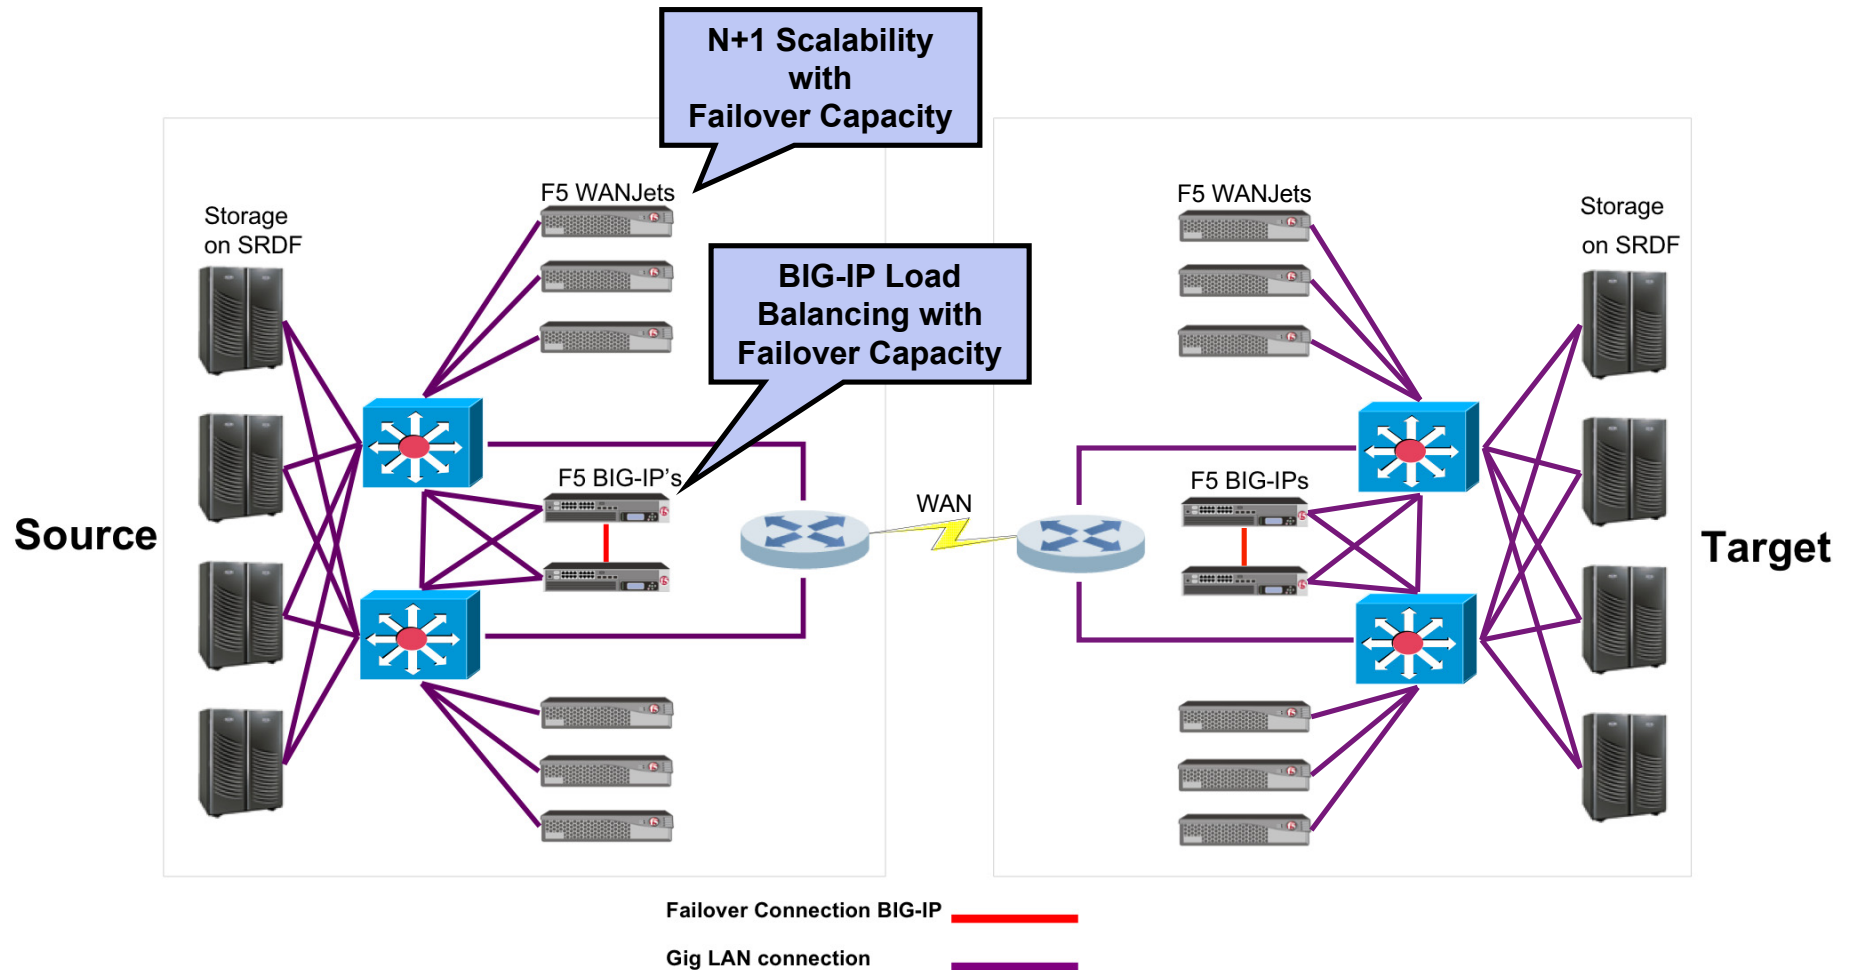 N+1 Scalability
with
Failover Capacity
F5 WANJets
Storage
on SRDF
BIG-IP Load
Balancing with
Failover Capacity
F5 WANJets
Storage
on SRDF
F5 BIG-IP's
WAN
F5 BIG-IPs
Source
Target
Failover Connection BIG-IP
Gig LAN connection